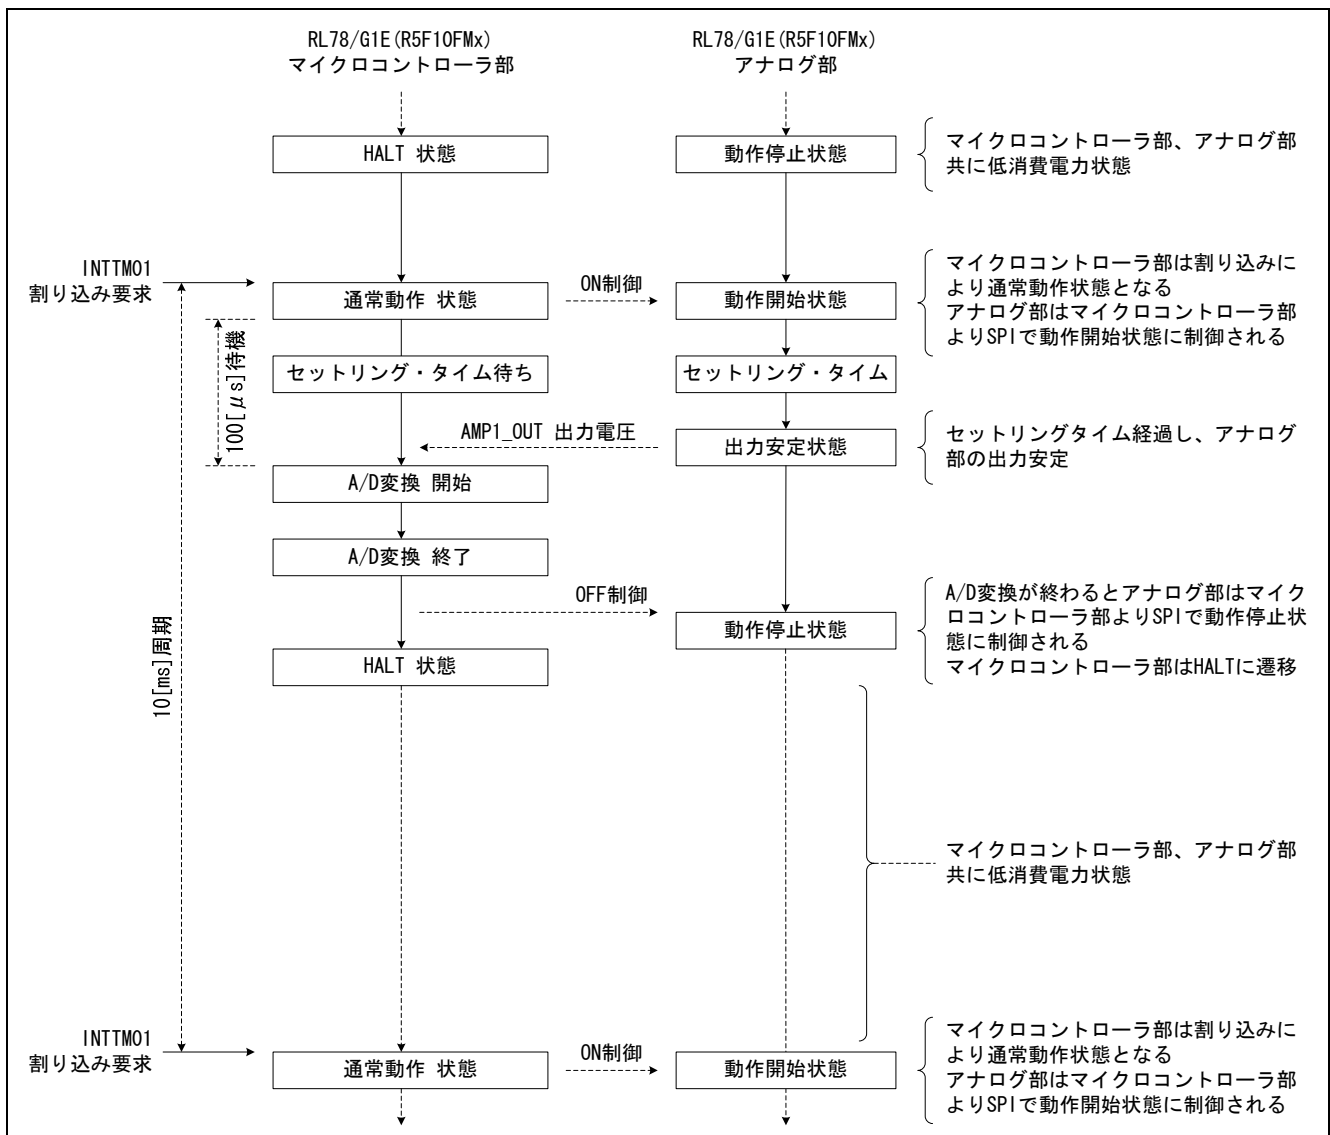 RL78/G1E(R5F10FMx)
マイクロコントローラ部
RL78/G1E(R5F10FMx)
アナログ部
HALT 状態
動作停止状態
マイクロコントローラ部、アナログ部
共に低消費電力状態
INTTM01
割り込み要求
通常動作 状態
ON制御
動作開始状態
マイクロコントローラ部は割り込みに
より通常動作状態となる
アナログ部はマイクロコントローラ部
よりSPIで動作開始状態に制御される
100[μs]待機
セットリング・タイム待ち
セットリング・タイム
AMP1_OUT 出力電圧
出力安定状態
セットリングタイム経過し、アナログ
部の出力安定
A/D変換 開始
A/D変換 終了
OFF制御
動作停止状態
A/D変換が終わるとアナログ部はマイク
ロコントローラ部よりSPIで動作停止状
態に制御される
マイクロコントローラ部はHALTに遷移
HALT 状態
10[ms]周期
マイクロコントローラ部、アナログ部
共に低消費電力状態
INTTM01
割り込み要求
通常動作 状態
ON制御
動作開始状態
マイクロコントローラ部は割り込みに
より通常動作状態となる
アナログ部はマイクロコントローラ部
よりSPIで動作開始状態に制御される